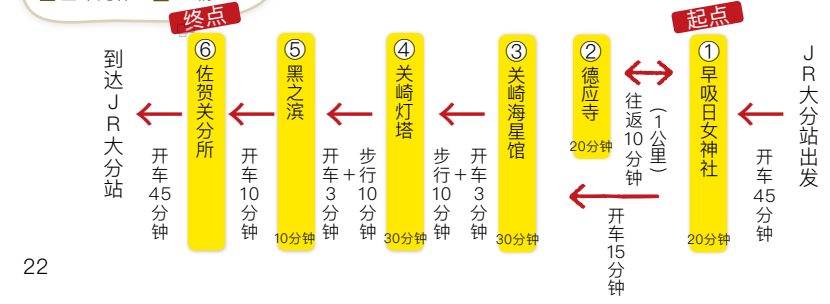 JR大分站出发
开车45分钟
起点
①早吸日女神社
20分钟
往返10分钟
（1公里）
②德应寺
20分钟
开车15分钟
③关崎海星馆
30分钟
开车3分钟
+
步行10分钟
④关崎灯塔
30分钟
步行10分钟
+
开车3分钟
⑤黑之滨
10分钟
开车10分钟
终点
⑥佐贺关分所
开车45分钟
到达JR大分站
22